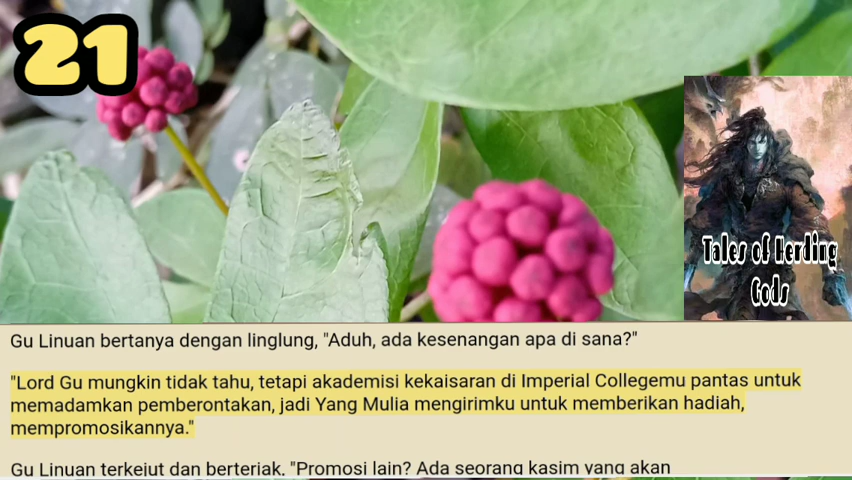 21
Tales of Herding
Gods
Gu Linuan bertanya dengan linglung, "Aduh, ada kesenangan apa di sana?"
"Lord Gu mungkin tidak tahu, tetapi akademisi kekaisaran di Imperial Collegemu pantas untuk
memadamkan pemberontakan, jadi Yang Mulia mengirimku untuk memberikan hadiah,
mempromosikannya."
Gu Linuan terkejut dan berteriak, "Promosi lain? Ada seorang kasim yang akan